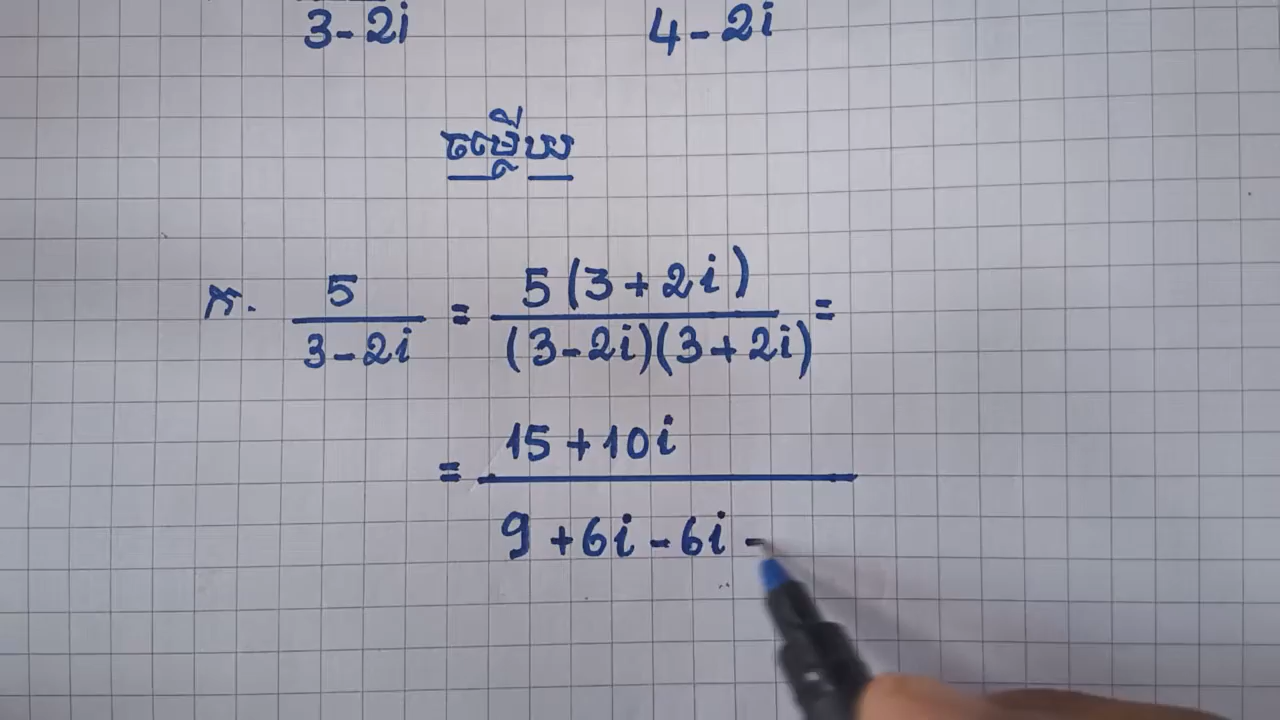 3-2i 4-2i
ចម្លើយ
ក. 5/(3-2i) = 5(3+2i)/((3-2i)(3+2i)) =
= (15+10i)/(9+6i-6i-